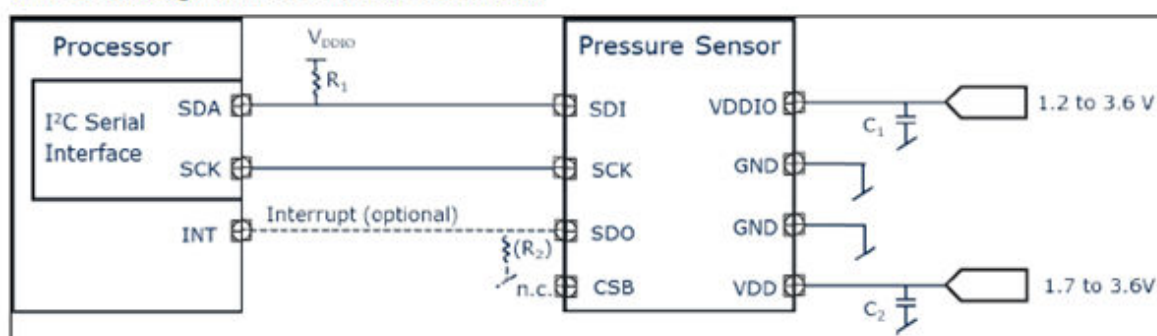 Processor
I²C Serial
Interface
SDA
SCK
INT
V_DDIO
R₁
Interrupt (optional)
(R₂)
n.c.
Pressure Sensor
SDI
SCK
SDO
CSB
VDDIO
GND
GND
VDD
C₁
C₂
1.2 to 3.6 V
1.7 to 3.6V